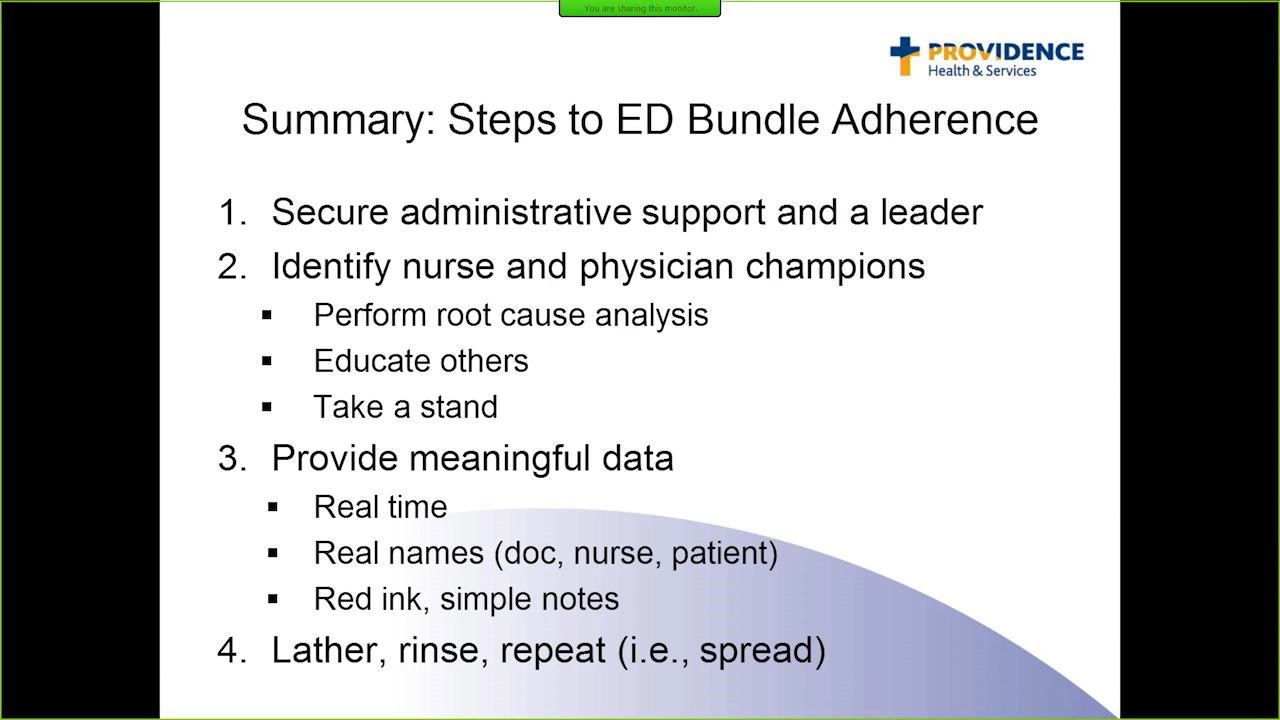 You are sharing this monitor.
PROVIDENCE
Health & Services
Summary: Steps to ED Bundle Adherence
1. Secure administrative support and a leader
2. Identify nurse and physician champions
▪ Perform root cause analysis
▪ Educate others
▪ Take a stand
3. Provide meaningful data
▪ Real time
▪ Real names (doc, nurse, patient)
▪ Red ink, simple notes
4. Lather, rinse, repeat (i.e., spread)